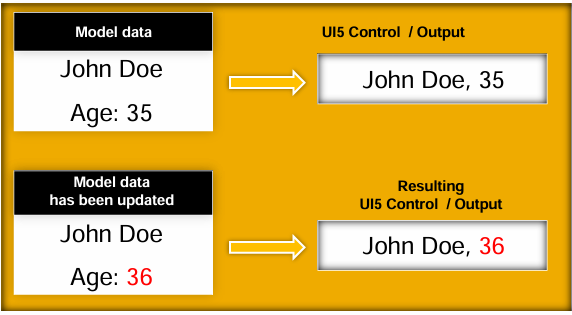 Model data
UI5 Control / Output
John Doe
Age: 35
John Doe, 35
Model data
has been updated
Resulting
UI5 Control / Output
John Doe
Age: 36
John Doe, 36